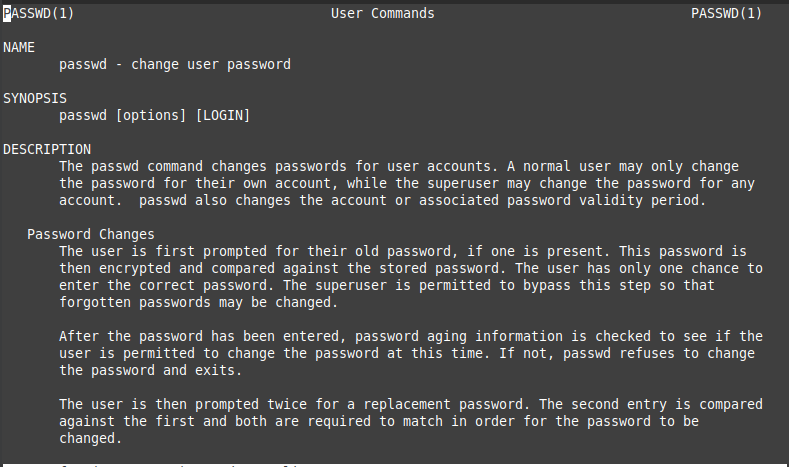 PASSWD(1) User Commands PASSWD(1)
NAME
passwd - change user password
SYNOPSIS
passwd [options] [LOGIN]
DESCRIPTION
The passwd command changes passwords for user accounts. A normal user may only change
the password for their own account, while the superuser may change the password for any
account.  passwd also changes the account or associated password validity period.
Password Changes
The user is first prompted for their old password, if one is present. This password is
then encrypted and compared against the stored password. The user has only one chance to
enter the correct password. The superuser is permitted to bypass this step so that
forgotten passwords may be changed.
After the password has been entered, password aging information is checked to see if the
user is permitted to change the password at this time. If not, passwd refuses to change
the password and exits.
The user is then prompted twice for a replacement password. The second entry is compared
against the first and both are required to match in order for the password to be
changed.